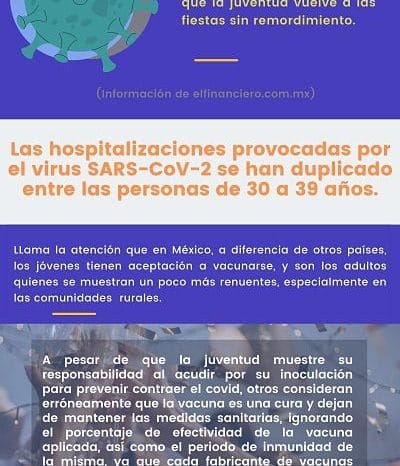 que la juventud vuelve a las
fiestas sin remordimiento.
(Información de elfinanciero.com.mx)
Las hospitalizaciones provocadas por
el virus SARS-CoV-2 se han duplicado
entre las personas de 30 a 39 años.
LLama la atención que en México, a diferencia de otros países,
los jóvenes tienen aceptación a vacunarse, y son los adultos
quienes se muestran un poco más renuentes, especialmente en
las comunidades rurales.
A pesar de que la juventud muestre su
responsabilidad al acudir por su inoculación
para prevenir contraer el covid, otros consideran
erróneamente que la vacuna es una cura y dejan
de mantener las medidas sanitarias, ignorando
el porcentaje de efectividad de la vacuna
aplicada, así como el periodo de inmunidad de
la misma, ya que cada fabricante de vacunas